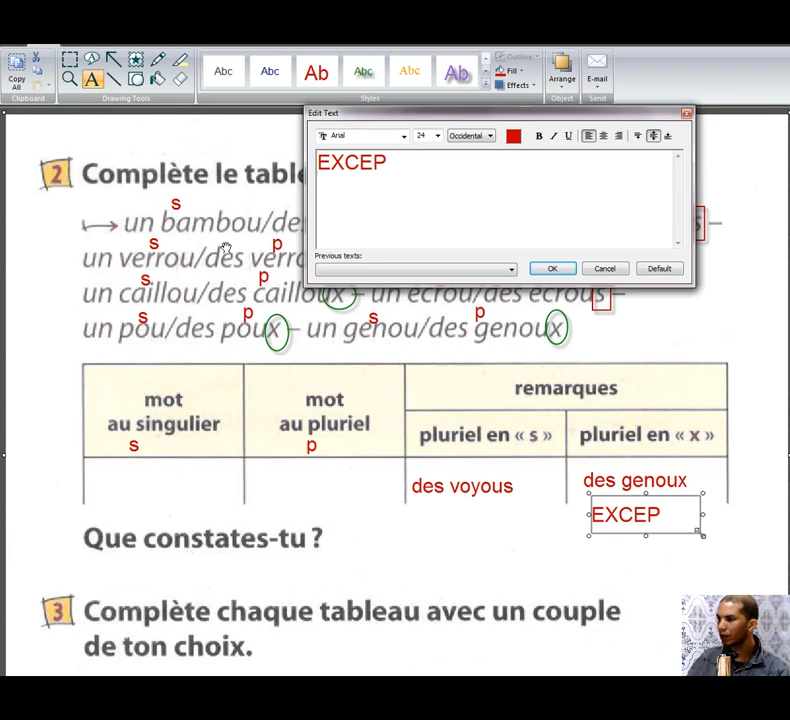 Copy
All
Clipboard
Drawing Tools
Abc
Abc
Ab
Abc
Abc
Ab
Styles
Outline
Fill
Effects
Arrange
Object
E-mail
Send
Edit Text
Arial
24
Occidental
B I U
EXCEP
Previous texts:
OK
Cancel
Default
2 Complète le table
s
un bambou/des
s –
s p
un verrou/des verro
s p
un caillou/des cailloux – un écrou/des écrous –
s p s p
un pou/des poux – un genou/des genoux
mot
au singulier
s
mot
au pluriel
p
remarques
pluriel en « s »
pluriel en « x »
des voyous
des genoux
EXCEP
Que constates-tu ?
3 Complète chaque tableau avec un couple
de ton choix.